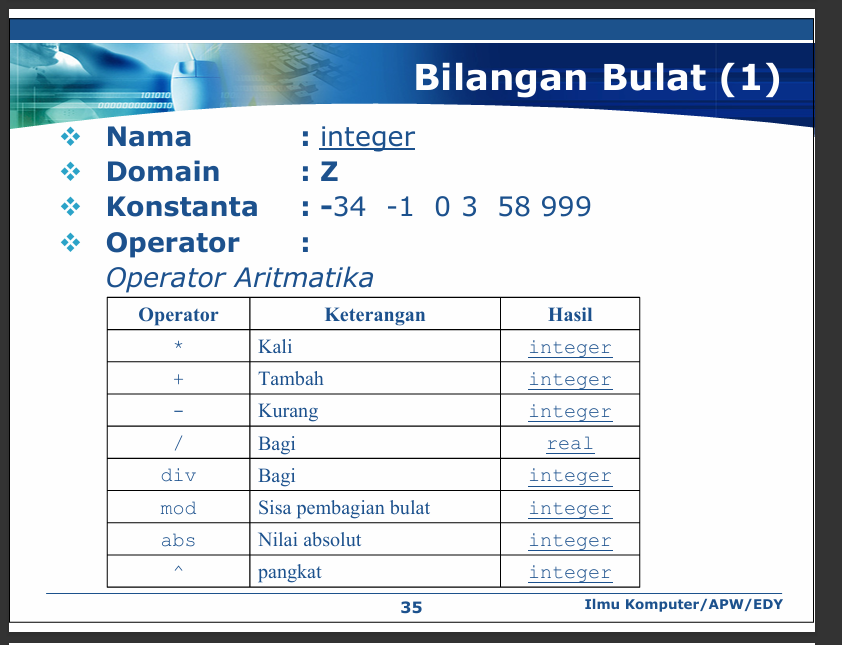 Bilangan Bulat (1)
101010
0000000001010
❖ Nama : integer
❖ Domain : Z
❖ Konstanta : -34 -1 0 3 58 999
❖ Operator :
Operator Aritmatika
Operator Keterangan Hasil
* Kali integer
+ Tambah integer
- Kurang integer
/ Bagi real
div Bagi integer
mod Sisa pembagian bulat integer
abs Nilai absolut integer
^ pangkat integer
35 Ilmu Komputer/APW/EDY